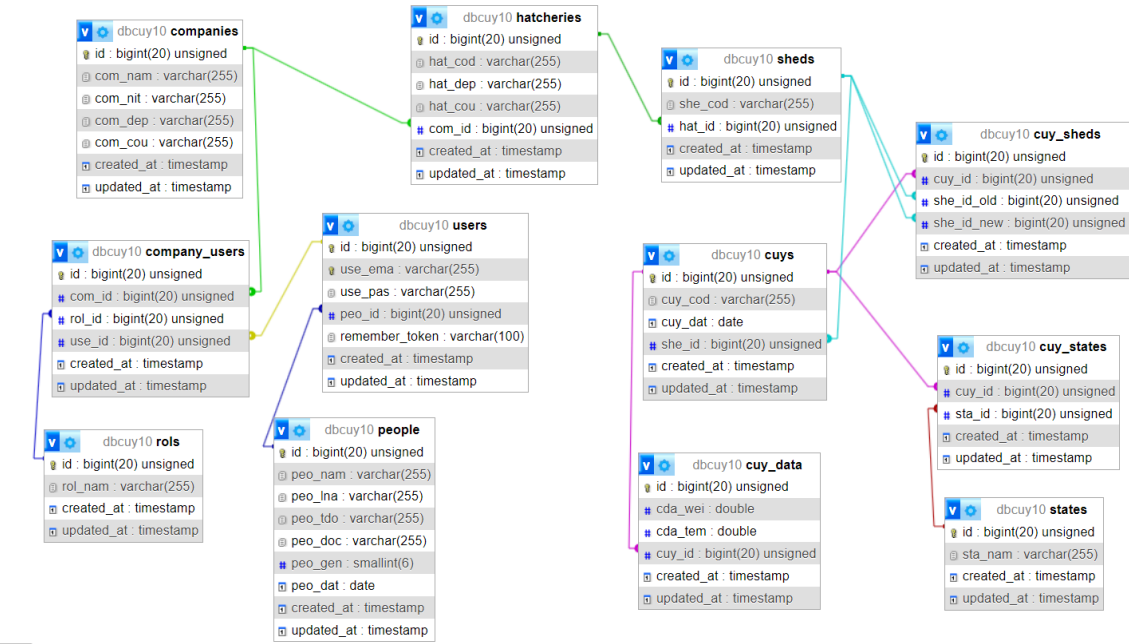 dbcuy10 companies
id : bigint(20) unsigned
com_nam : varchar(255)
com_nit : varchar(255)
com_dep : varchar(255)
com_cou : varchar(255)
created_at : timestamp
updated_at : timestamp
dbcuy10 hatcheries
id : bigint(20) unsigned
hat_cod : varchar(255)
hat_dep : varchar(255)
hat_cou : varchar(255)
com_id : bigint(20) unsigned
created_at : timestamp
updated_at : timestamp
dbcuy10 sheds
id : bigint(20) unsigned
she_cod : varchar(255)
hat_id : bigint(20) unsigned
created_at : timestamp
updated_at : timestamp
dbcuy10 cuy_sheds
id : bigint(20) unsigned
cuy_id : bigint(20) unsigned
she_id_old : bigint(20) unsigned
she_id_new : bigint(20) unsigned
created_at : timestamp
updated_at : timestamp
dbcuy10 company_users
id : bigint(20) unsigned
com_id : bigint(20) unsigned
rol_id : bigint(20) unsigned
use_id : bigint(20) unsigned
created_at : timestamp
updated_at : timestamp
dbcuy10 users
id : bigint(20) unsigned
use_ema : varchar(255)
use_pas : varchar(255)
peo_id : bigint(20) unsigned
remember_token : varchar(100)
created_at : timestamp
updated_at : timestamp
dbcuy10 cuys
id : bigint(20) unsigned
cuy_cod : varchar(255)
cuy_dat : date
she_id : bigint(20) unsigned
created_at : timestamp
updated_at : timestamp
dbcuy10 cuy_states
id : bigint(20) unsigned
cuy_id : bigint(20) unsigned
sta_id : bigint(20) unsigned
created_at : timestamp
updated_at : timestamp
dbcuy10 rols
id : bigint(20) unsigned
rol_nam : varchar(255)
created_at : timestamp
updated_at : timestamp
dbcuy10 people
id : bigint(20) unsigned
peo_nam : varchar(255)
peo_lna : varchar(255)
peo_tdo : varchar(255)
peo_doc : varchar(255)
peo_gen : smallint(6)
peo_dat : date
created_at : timestamp
updated_at : timestamp
dbcuy10 cuy_data
id : bigint(20) unsigned
cda_wei : double
cda_tem : double
cuy_id : bigint(20) unsigned
created_at : timestamp
updated_at : timestamp
dbcuy10 states
id : bigint(20) unsigned
sta_nam : varchar(255)
created_at : timestamp
updated_at : timestamp